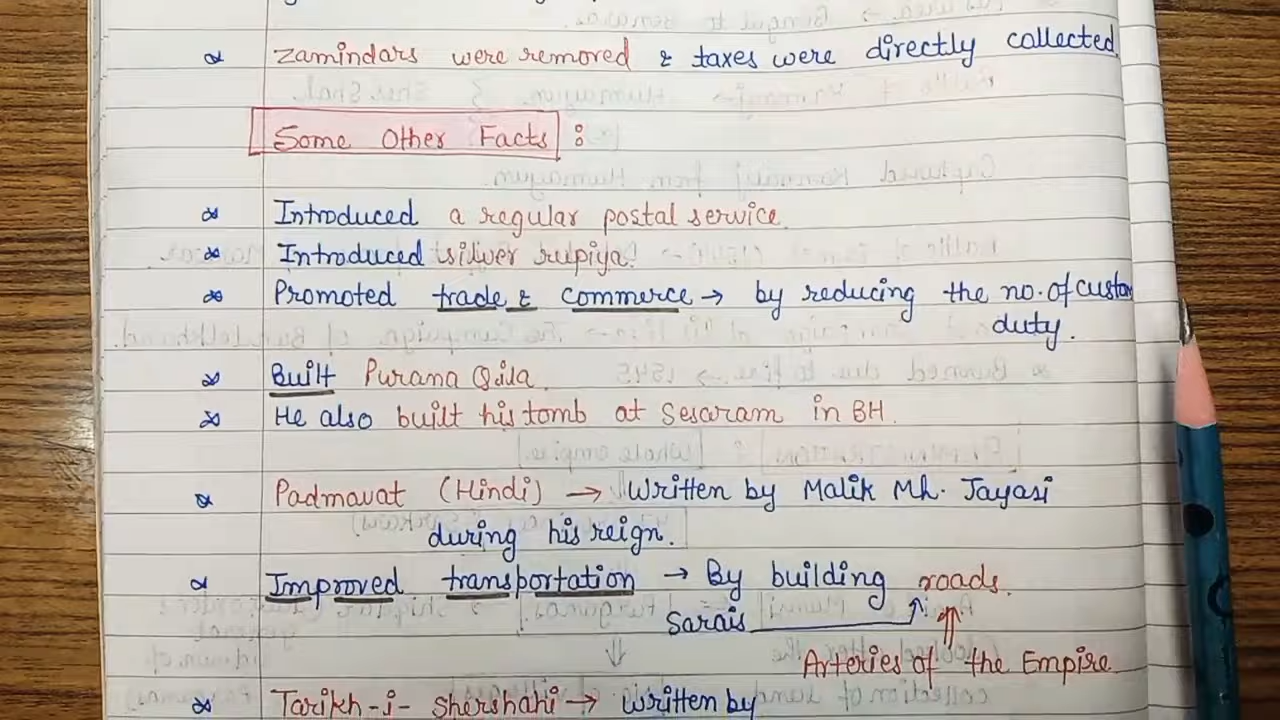 Zamindars were removed & taxes were directly collected
Some Other Facts :
Introduced a regular postal service.
Introduced silver rupiya.
Promoted trade & commerce → by reducing the no. of custom
duty.
Built Purana Qila.
He also built his tomb at Sesaram in BH.
Padmavat (Hindi) → Written by Malik Mh. Jayasi
during his reign.
Improved transportation → By building roads.
Sarais
Arteries of the Empire
Tarikh-i-Shershahi → written by